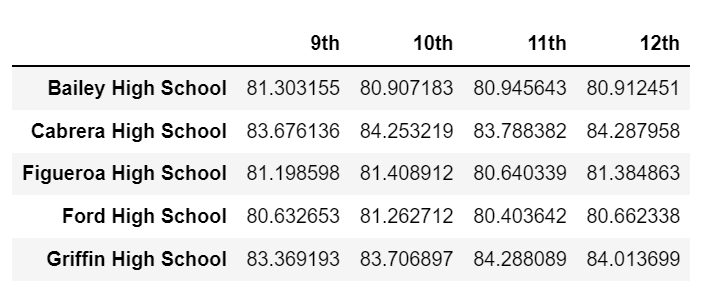 9th 10th 11th 12th
Bailey High School 81.303155 80.907183 80.945643 80.912451
Cabrera High School 83.676136 84.253219 83.788382 84.287958
Figueroa High School 81.198598 81.408912 80.640339 81.384863
Ford High School 80.632653 81.262712 80.403642 80.662338
Griffin High School 83.369193 83.706897 84.288089 84.013699